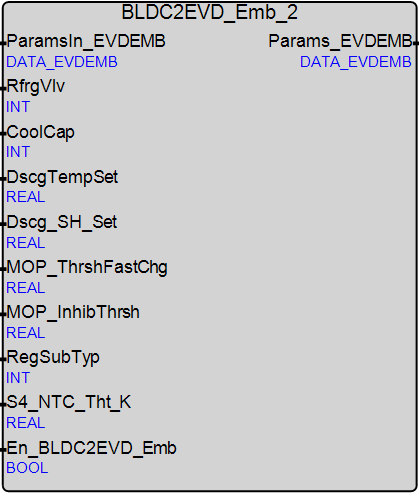 BLDC2EVD_Emb_2
ParamsIn_EVDEMB Params_EVDEMB
DATA_EVDEMB DATA_EVDEMB
RfrgVlv
INT
CoolCap
INT
DscgTempSet
REAL
Dscg_SH_Set
REAL
MOP_ThrshFastChg
REAL
MOP_InhibThrsh
REAL
RegSubTyp
INT
S4_NTC_Tht_K
REAL
En_BLDC2EVD_Emb
BOOL